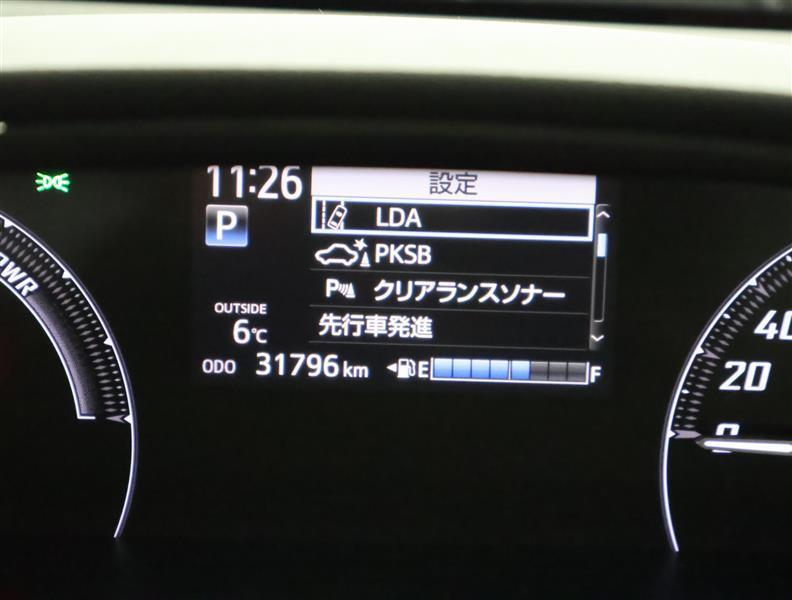 11:26
設定
P
LDA
PKSB
P クリアランスソナー
先行車発進
OUTSIDE
6℃
ODO 31796 km
E F
PWR
40
20
0